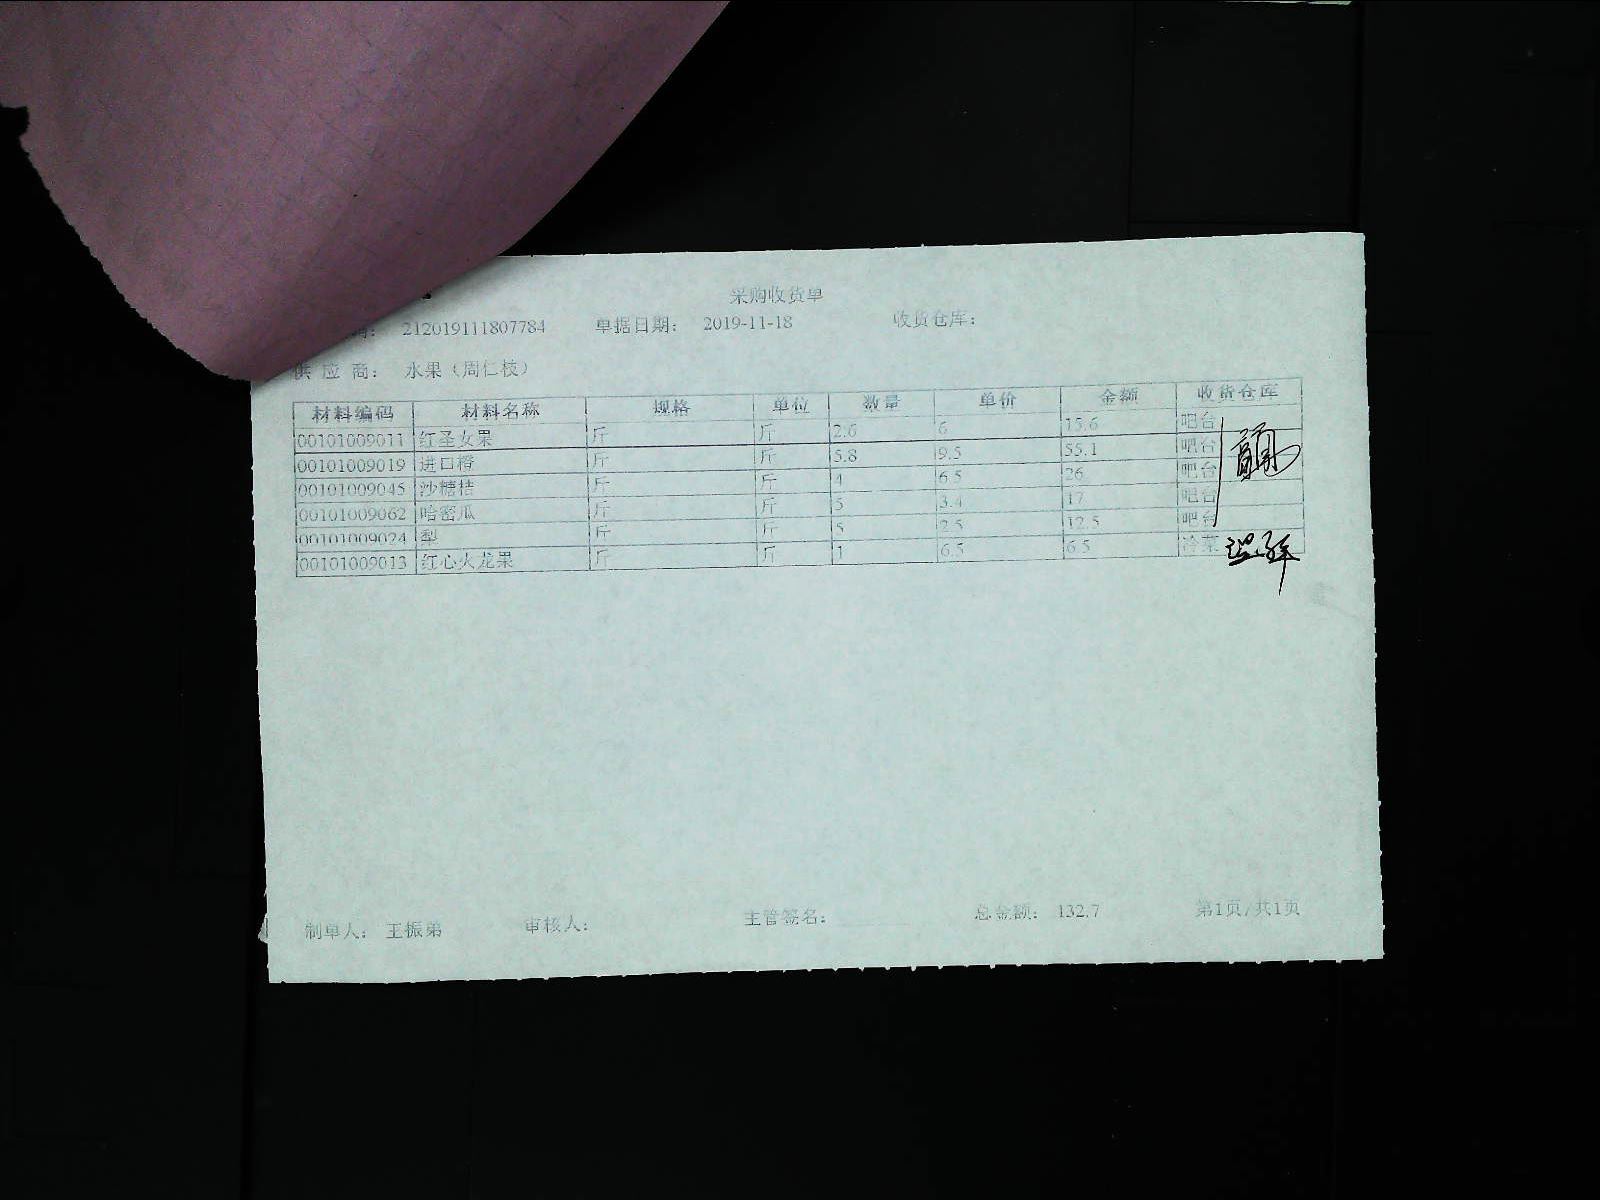 采购收货单
码： 212019111807784 单据日期： 2019-11-18 收货仓库：
供 应 商： 水果（周仁枝）
材料编码 材料名称 规格 单位 数量 单价 金额 收货仓库
00101009011 红圣女果 斤 斤 2.6 6 15.6 吧台
00101009019 进口橙 斤 斤 5.8 9.5 55.1 吧台
00101009045 沙糖桔 斤 斤 4 6.5 26 吧台
00101009062 哈密瓜 斤 斤 5 3.4 17 吧台
00101009024 梨 斤 斤 5 2.5 12.5 吧台
00101009013 红心火龙果 斤 斤 1 6.5 6.5 冷菜
制单人： 王振弟 审核人： 主管签名： 总金额： 132.7 第1页/共1页